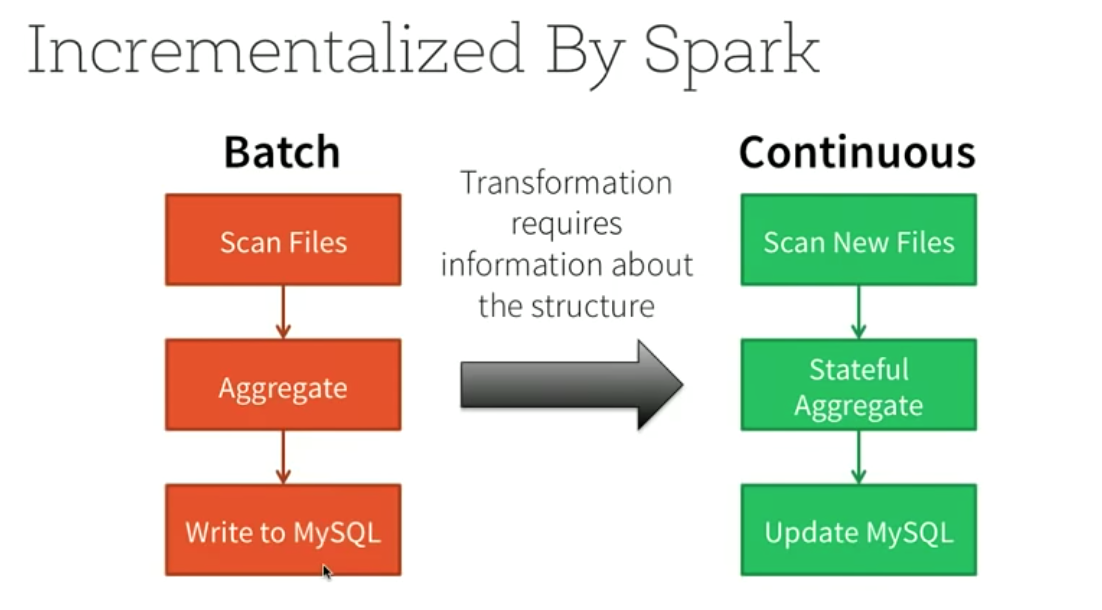 Incrementalized By Spark
Batch
Continuous
Transformation
requires
information about
the structure
Scan Files
Scan New Files
Aggregate
Stateful
Aggregate
Write to MySQL
Update MySQL